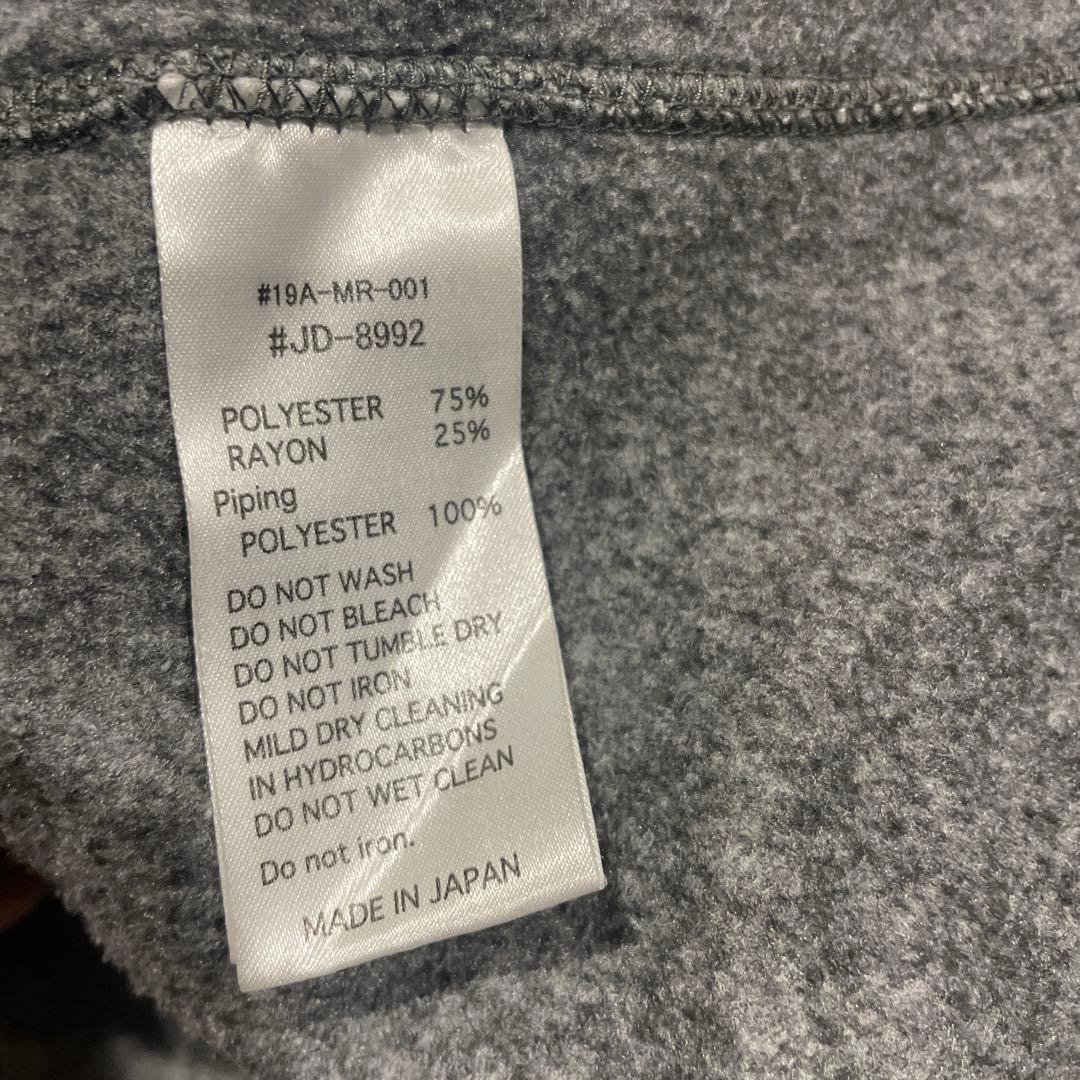 #19A-MR-001
#JD-8992
POLYESTER 75%
RAYON 25%
Piping
POLYESTER 100%
DO NOT WASH
DO NOT BLEACH
DO NOT TUMBLE DRY
DO NOT IRON
MILD DRY CLEANING
IN HYDROCARBONS
DO NOT WET CLEAN
Do not iron.
MADE IN JAPAN